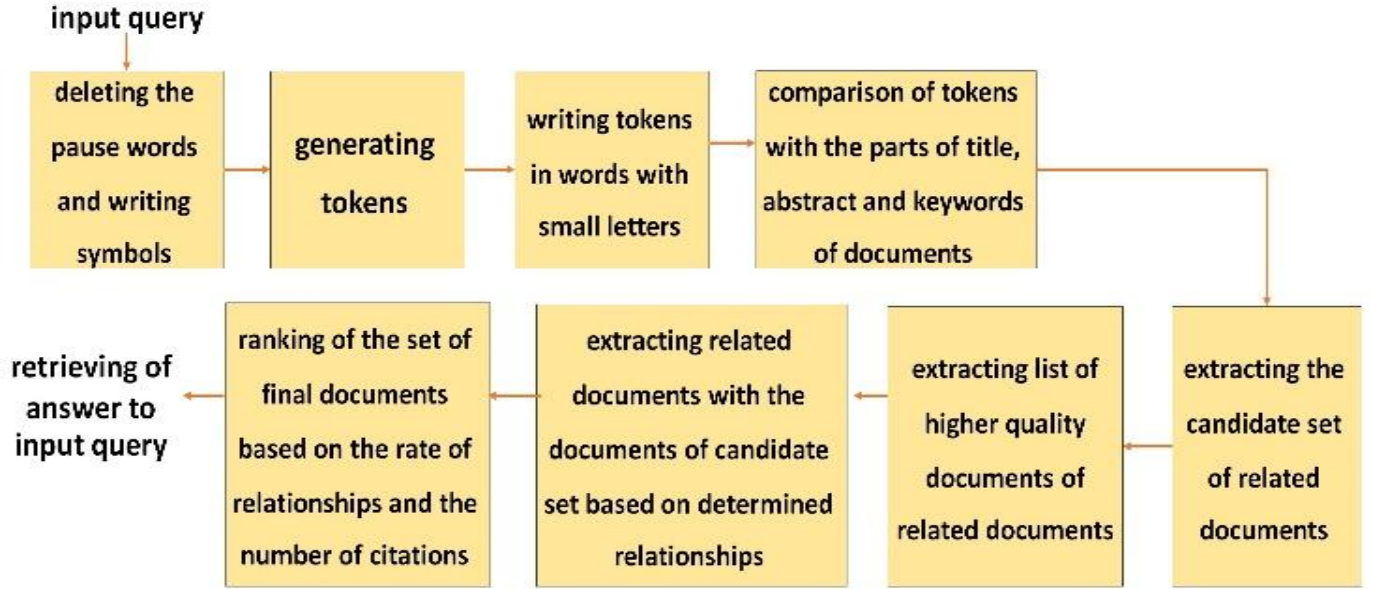 input query
deleting the
pause words
and writing
symbols
generating
tokens
writing tokens
in words with
small letters
comparison of tokens
with the parts of title,
abstract and keywords
of documents
extracting the
candidate set
of related
documents
extracting list of
higher quality
documents of
related documents
extracting related
documents with the
documents of candidate
set based on determined
relationships
ranking of the set of
final documents
based on the rate of
relationships and the
number of citations
retrieving of
answer to
input query